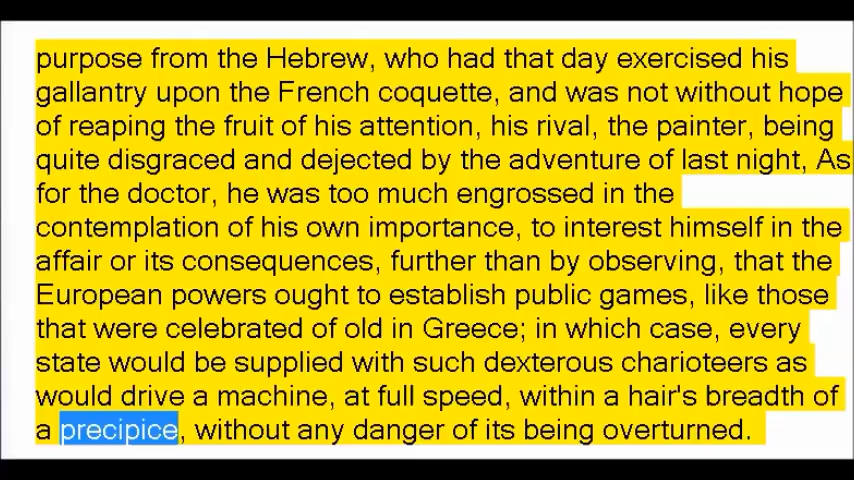 purpose from the Hebrew, who had that day exercised his
gallantry upon the French coquette, and was not without hope
of reaping the fruit of his attention, his rival, the painter, being
quite disgraced and dejected by the adventure of last night, As
for the doctor, he was too much engrossed in the
contemplation of his own importance, to interest himself in the
affair or its consequences, further than by observing, that the
European powers ought to establish public games, like those
that were celebrated of old in Greece; in which case, every
state would be supplied with such dexterous charioteers as
would drive a machine, at full speed, within a hair's breadth of
a precipice, without any danger of its being overturned.